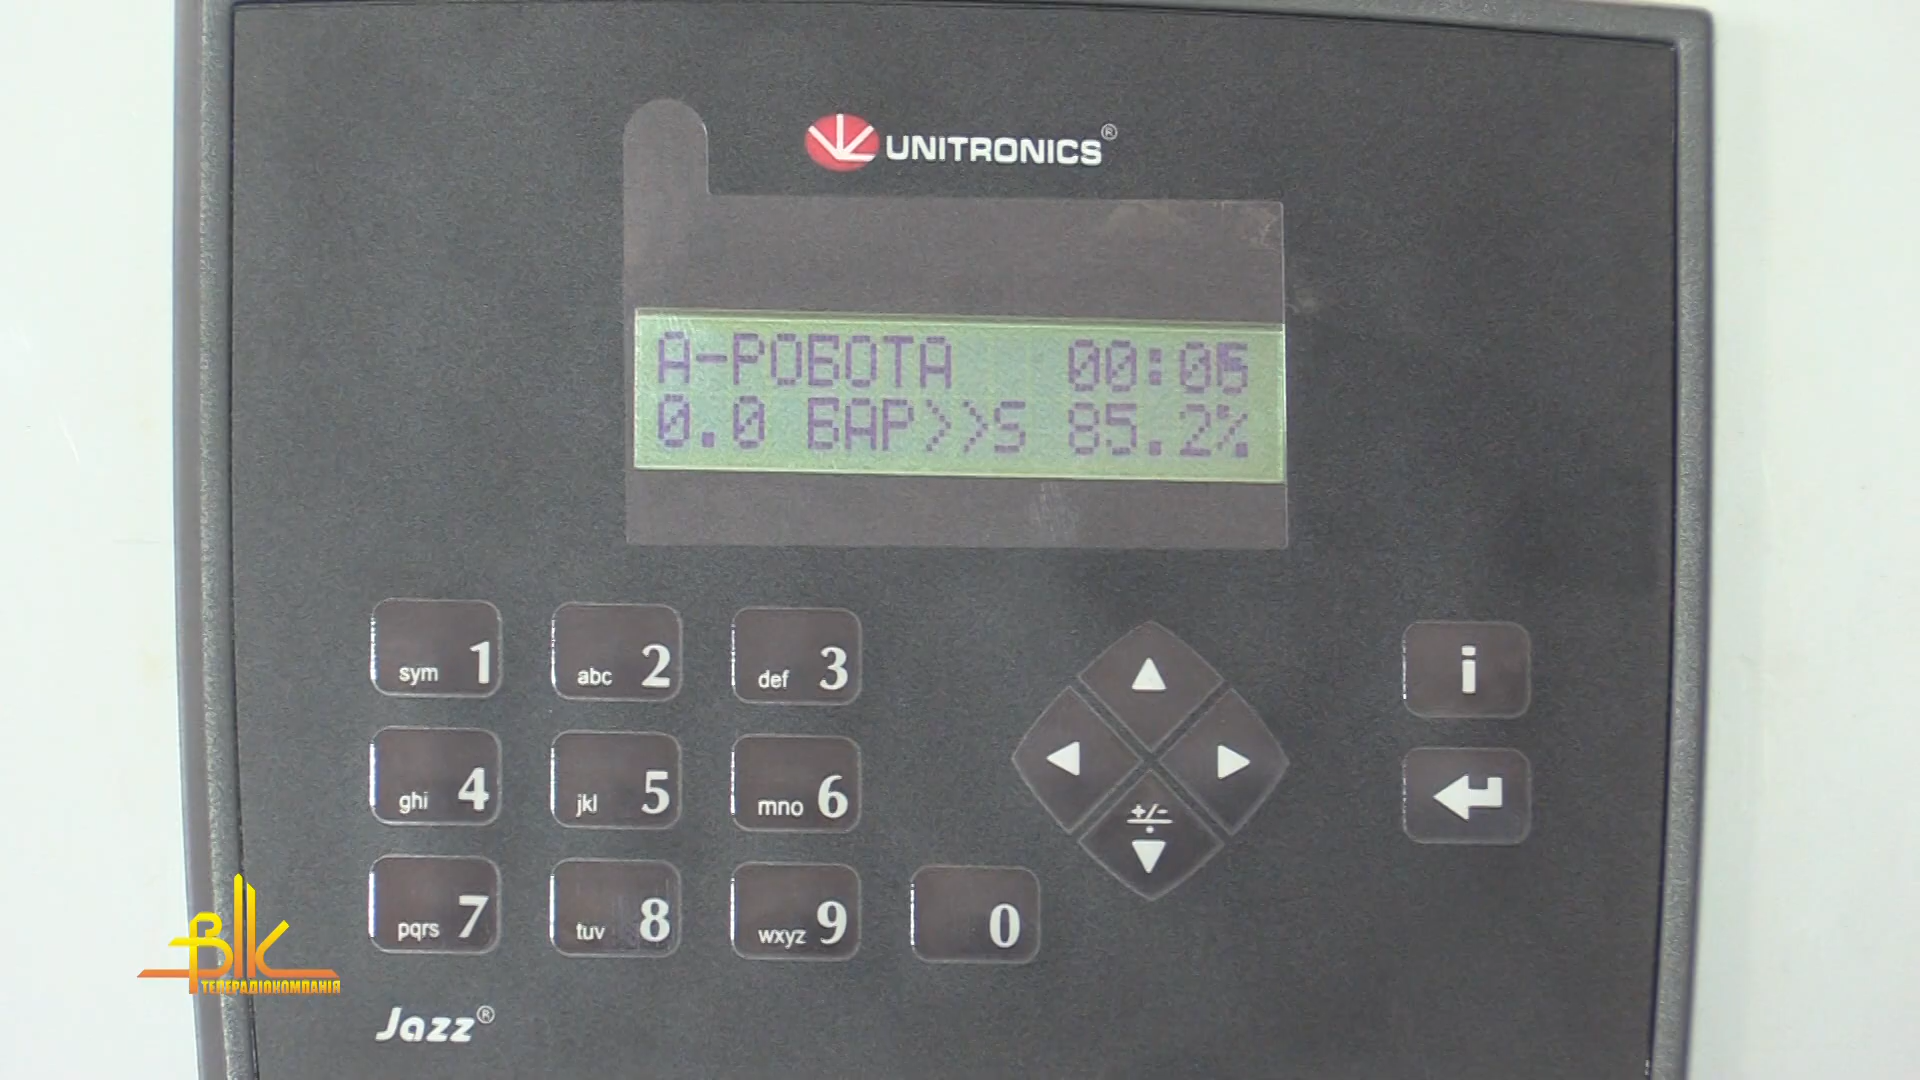 UNITRONICS®
А-РОБОТА 00:06
0.0 БАР>>S 85.2%
sym 1
abc 2
def 3
i
ghi 4
jkl 5
mno 6
+/-
pqrs 7
tuv 8
wxyz 9
0
ВІК
ТЕЛЕРАДІОКОМПАНІЯ
Jazz®